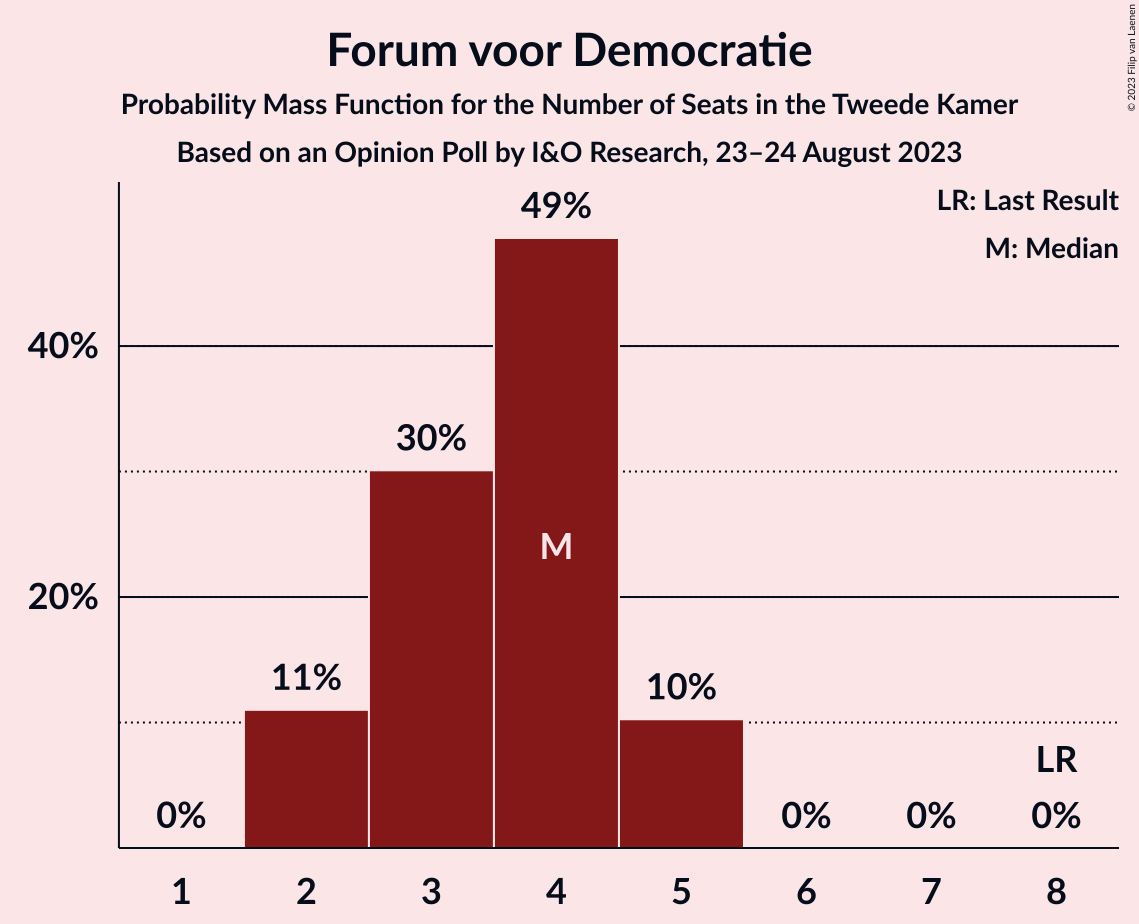 Forum voor Democratie
Probability Mass Function for the Number of Seats in the Tweede Kamer
Based on an Opinion Poll by I&O Research, 23–24 August 2023
© 2023 Filip van Laenen
LR: Last Result
M: Median
49%
40%
30%
M
20%
11%
10%
LR
0%
0%
0%
0%
1
2
3
4
5
6
7
8